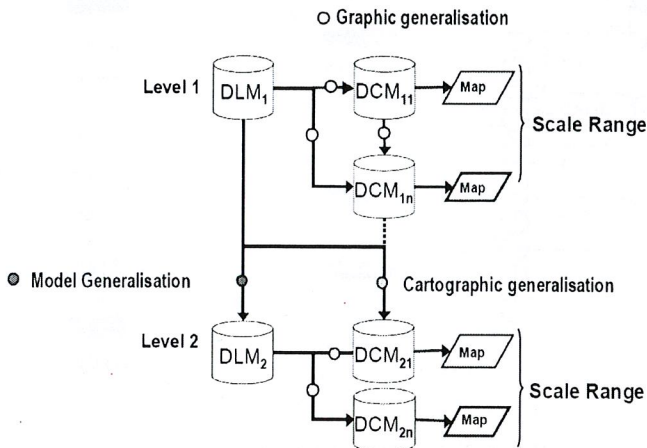 Graphic generalisation
Level 1
DLM1
DCM11
Map
Scale Range
DCM1n
Map
Model Generalisation
Cartographic generalisation
Level 2
DLM2
DCM21
Map
Scale Range
DCM2n
Map